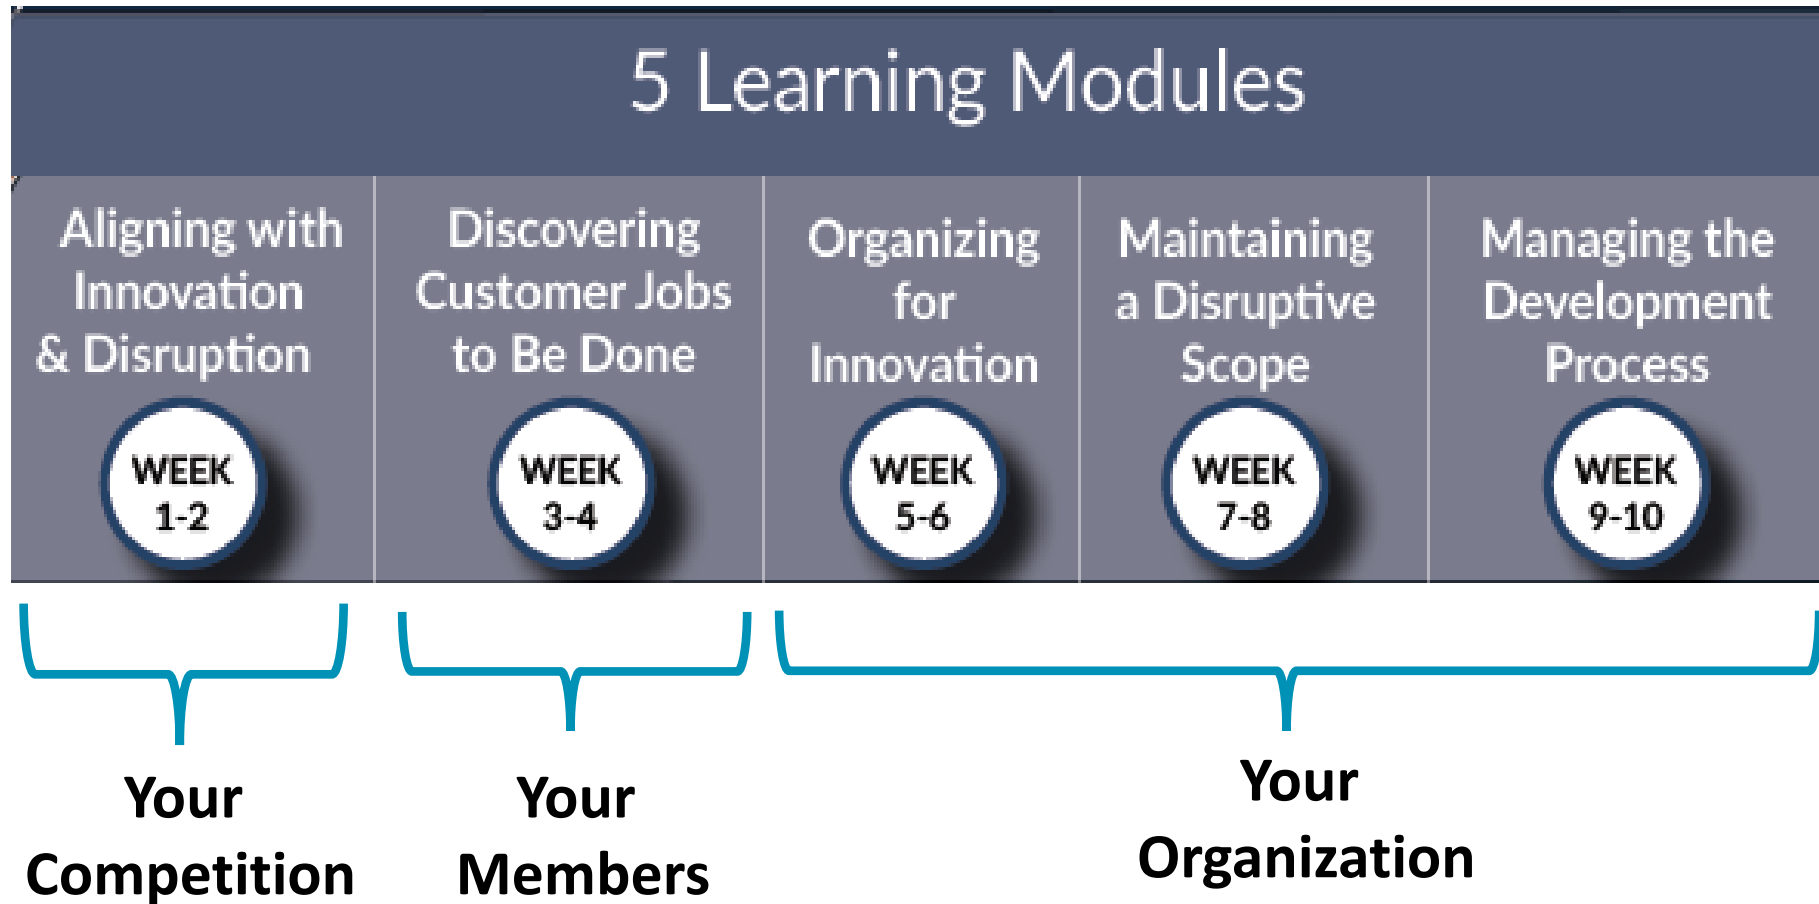 5 Learning Modules
Aligning with
Innovation
& Disruption
WEEK
1-2
Discovering
Customer Jobs
to Be Done
WEEK
3-4
Organizing
for
Innovation
WEEK
5-6
Maintaining
a Disruptive
Scope
WEEK
7-8
Managing the
Development
Process
WEEK
9-10
Your
Competition
Your
Members
Your
Organization